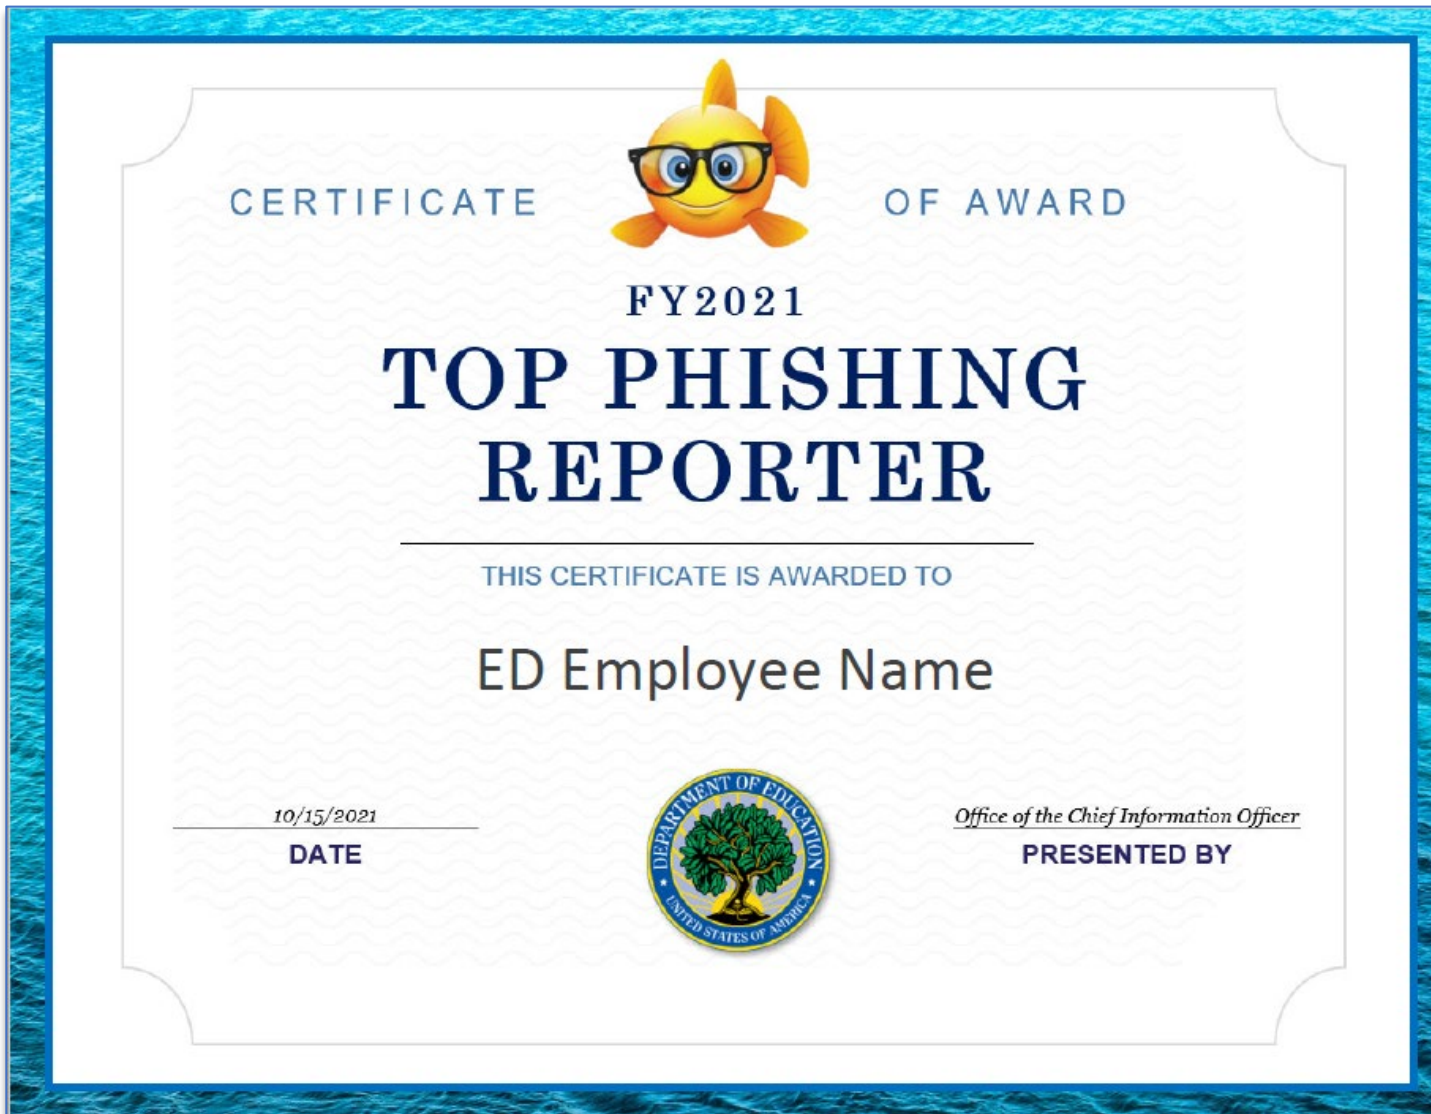 CERTIFICATE OF AWARD
FY2021
TOP PHISHING
REPORTER
THIS CERTIFICATE IS AWARDED TO
ED Employee Name
10/15/2021
DATE
DEPARTMENT OF EDUCATION
UNITED STATES OF AMERICA
Office of the Chief Information Officer
PRESENTED BY